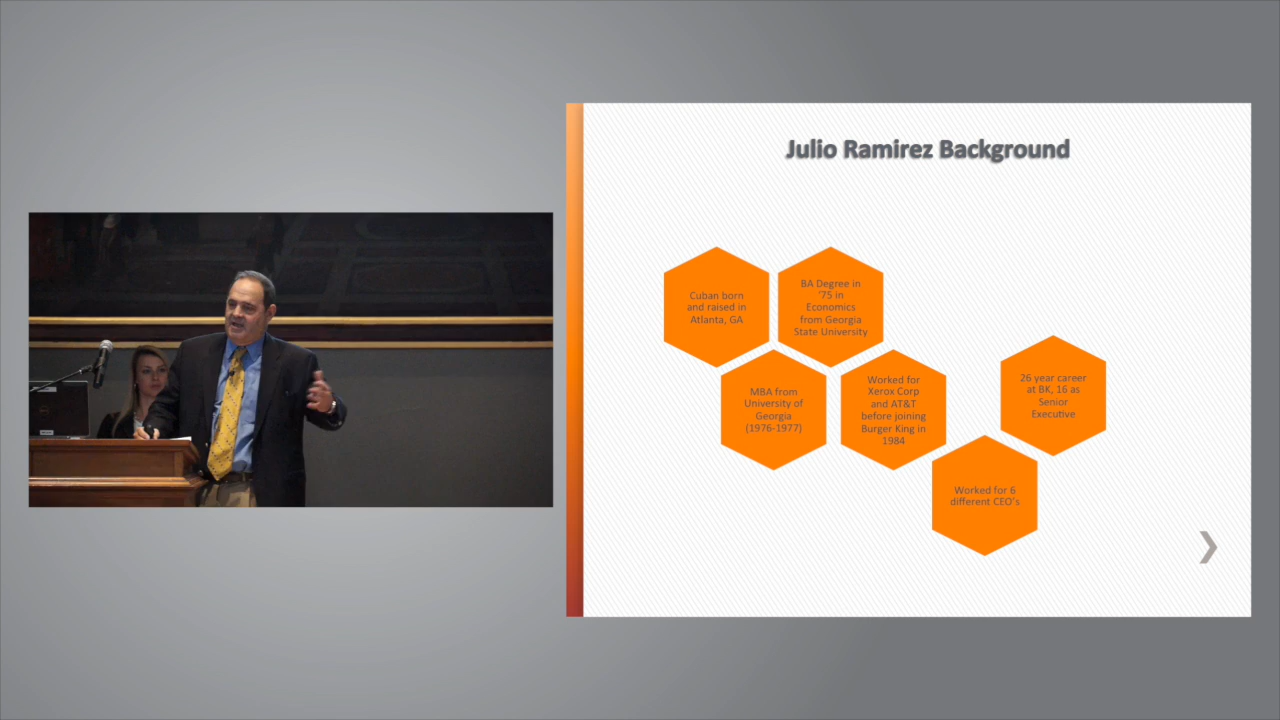 Julio Ramirez Background
Cuban born
and raised in
Atlanta, GA
BA Degree in
'75 in
Economics
from Georgia
State University
MBA from
University of
Georgia
(1976-1977)
Worked for
Xerox Corp
and AT&T
before joining
Burger King in
1984
Worked for 6
different CEO's
26 year career
at BK, 16 as
Senior
Executive